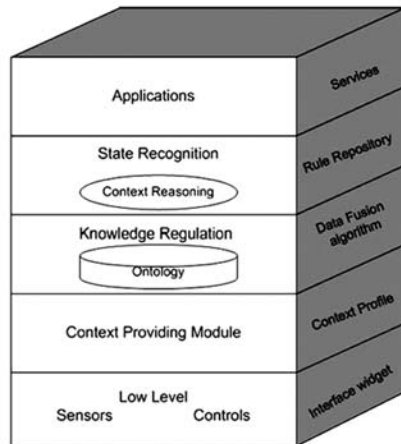 Applications
Services
State Recognition
Context Reasoning
Rule Repository
Knowledge Regulation
Ontology
Data Fusion
algorithm
Context Providing Module
Context Profile
Low Level
Sensors Controls
Interface widget